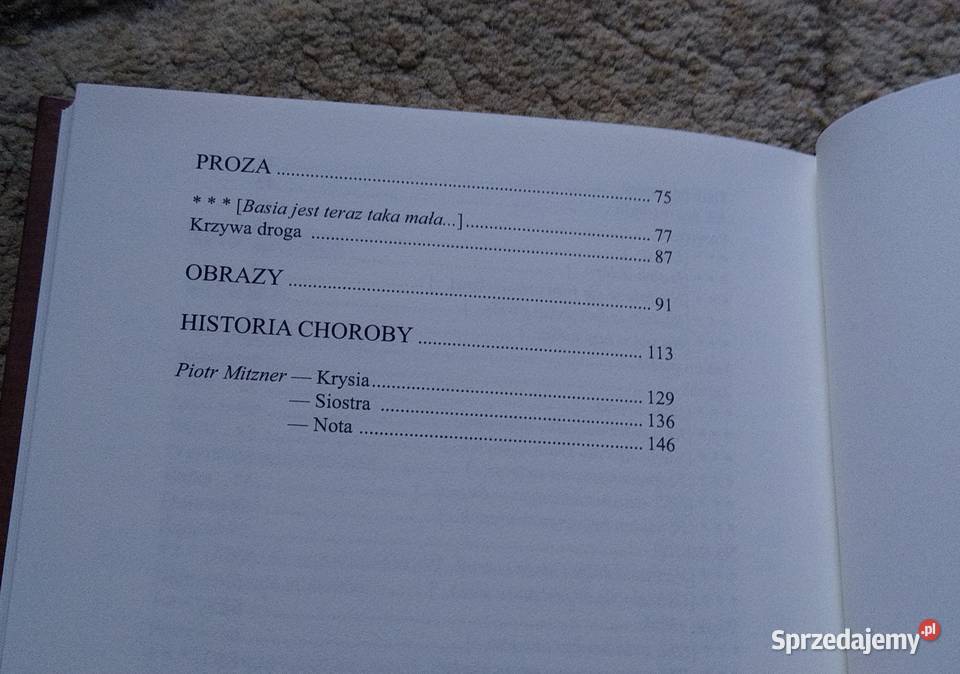 PROZA ........ 75
* * * [Basia jest teraz taka mała...] ........ 77
Krzywa droga ........ 87
OBRAZY ........ 91
HISTORIA CHOROBY ........ 113
Piotr Mitzner — Krysia ........ 129
— Siostra ........ 136
— Nota ........ 146
Sprzedajemy.pl